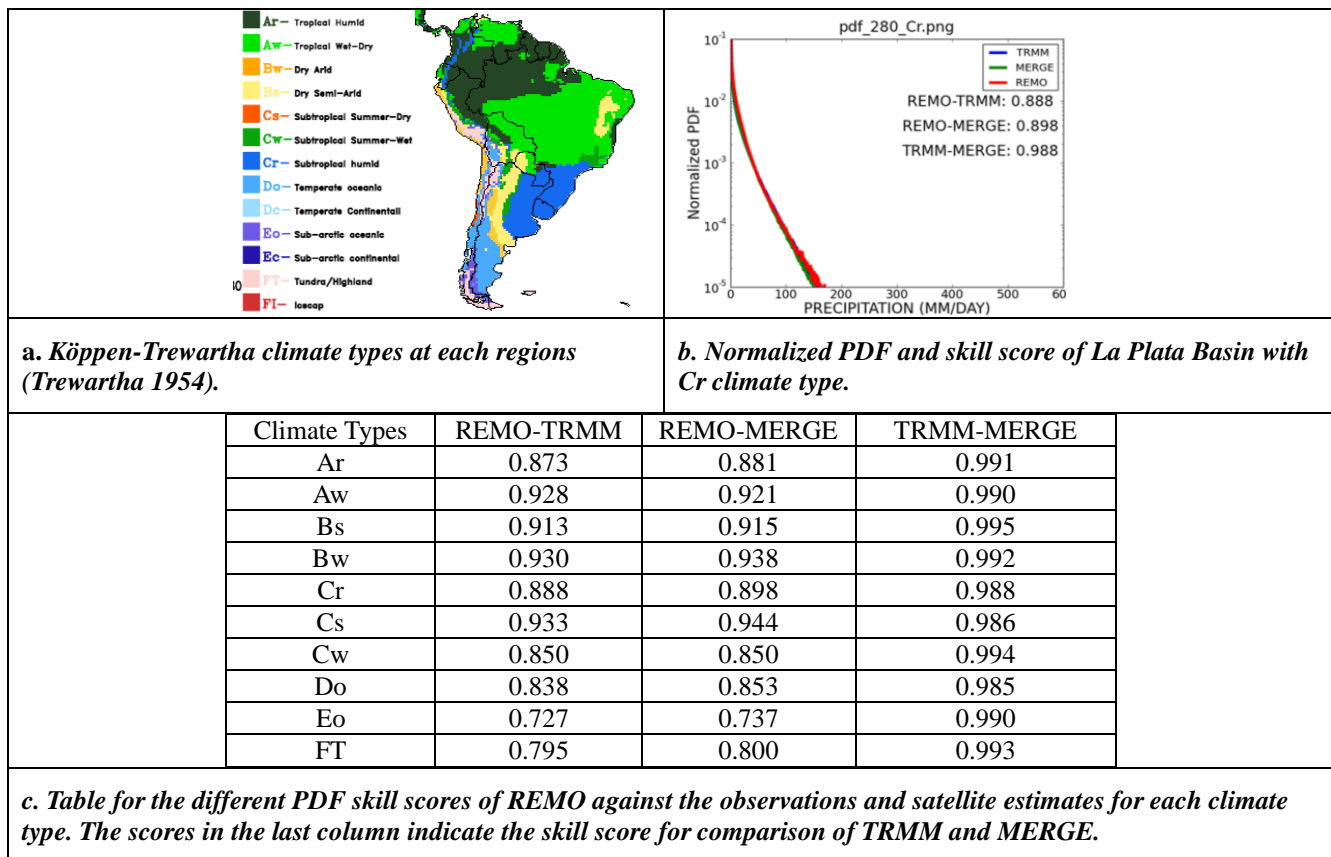 Ar– Tropical Humid
Aw– Tropical Wet-Dry
Bw– Dry Arid
Bs– Dry Semi-Arid
Cs– Subtropical Summer-Dry
Cw– Subtropical Summer-Wet
Cr– Subtropical humid
Do– Temperate oceanic
Dc– Temperate Continentall
Eo– Sub-arctic oceanic
Ec– Sub-arctic continental
FT– Tundra/Highland
FI– Icecap
pdf_280_Cr.png
Normalized PDF
10^-1
10^-2
10^-3
10^-4
10^-5
TRMM
MERGE
REMO
REMO-TRMM: 0.888
REMO-MERGE: 0.898
TRMM-MERGE: 0.988
0 100 200 300 400 500 60
PRECIPITATION (MM/DAY)
a. Köppen-Trewartha climate types at each regions
(Trewartha 1954).
b. Normalized PDF and skill score of La Plata Basin with
Cr climate type.
Climate Types REMO-TRMM REMO-MERGE TRMM-MERGE
Ar 0.873 0.881 0.991
Aw 0.928 0.921 0.990
Bs 0.913 0.915 0.995
Bw 0.930 0.938 0.992
Cr 0.888 0.898 0.988
Cs 0.933 0.944 0.986
Cw 0.850 0.850 0.994
Do 0.838 0.853 0.985
Eo 0.727 0.737 0.990
FT 0.795 0.800 0.993
c. Table for the different PDF skill scores of REMO against the observations and satellite estimates for each climate
type. The scores in the last column indicate the skill score for comparison of TRMM and MERGE.